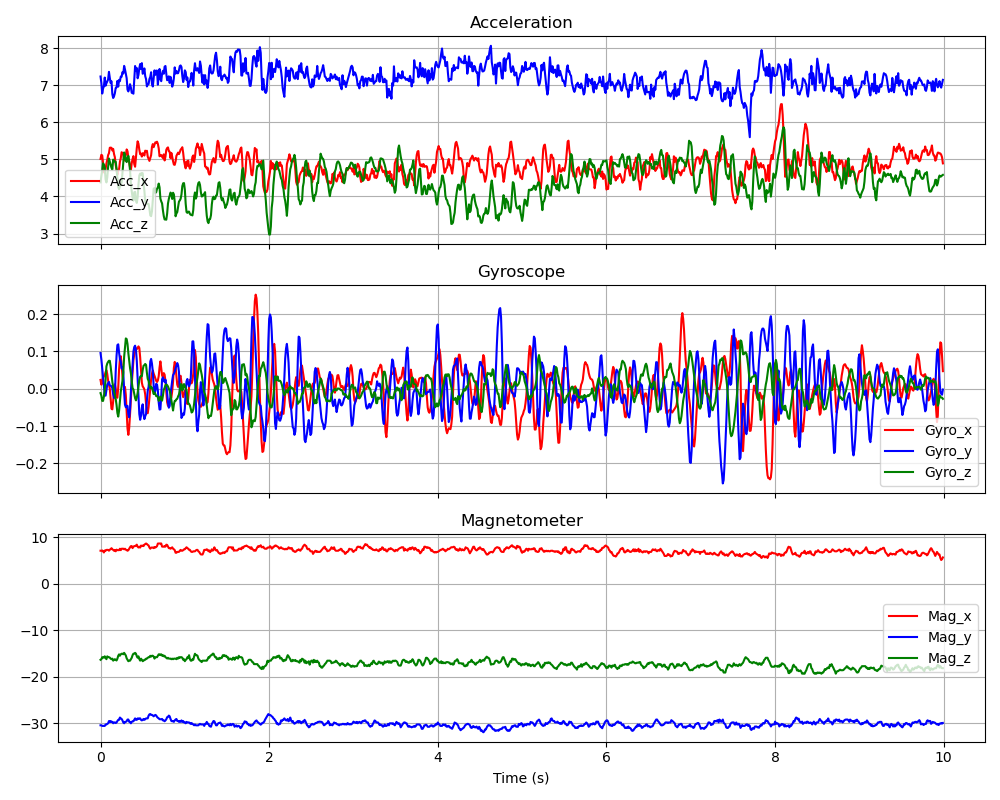 Acceleration
8
7
6
5
4
3
Acc_x
Acc_y
Acc_z
Gyroscope
0.2
0.1
0.0
−0.1
−0.2
Gyro_x
Gyro_y
Gyro_z
Magnetometer
10
0
−10
−20
−30
Mag_x
Mag_y
Mag_z
0 2 4 6 8 10
Time (s)